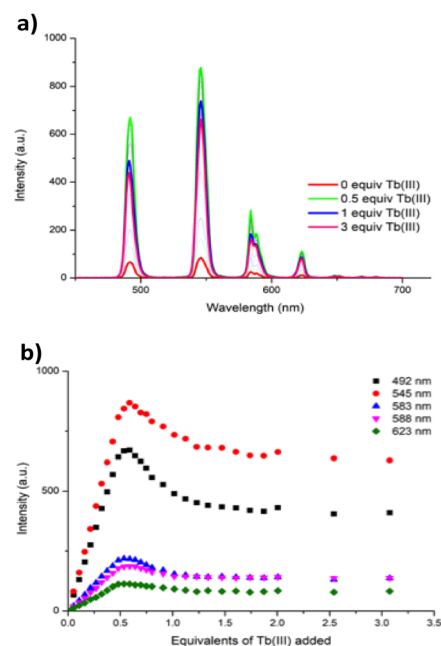 a)
1000
800
600
400
200
0
Intensity (a.u.)
0 equiv Tb(III)
0.5 equiv Tb(III)
1 equiv Tb(III)
3 equiv Tb(III)
500 600 700
Wavelength (nm)
b)
1000
500
0
Intensity (a.u.)
492 nm
545 nm
583 nm
588 nm
623 nm
0.0 0.5 1.0 1.5 2.0 2.5 3.0 3.5
Equivalents of Tb(III) added